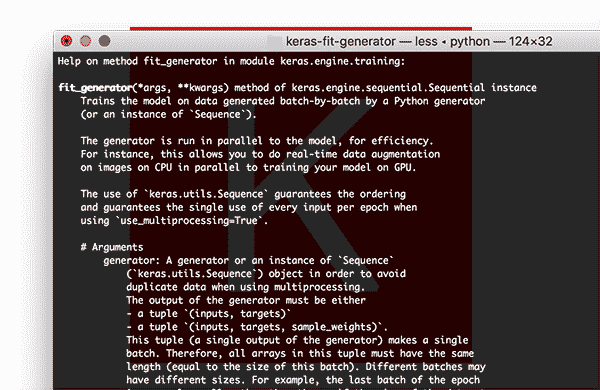 keras-fit-generator — less ◂ python — 124×32
Help on method fit_generator in module keras.engine.training:
fit_generator(*args, **kwargs) method of keras.engine.sequential.Sequential instance
Trains the model on data generated batch-by-batch by a Python generator
(or an instance of `Sequence`).
The generator is run in parallel to the model, for efficiency.
For instance, this allows you to do real-time data augmentation
on images on CPU in parallel to training your model on GPU.
The use of `keras.utils.Sequence` guarantees the ordering
and guarantees the single use of every input per epoch when
using `use_multiprocessing=True`.
# Arguments
generator: A generator or an instance of `Sequence`
(`keras.utils.Sequence`) object in order to avoid
duplicate data when using multiprocessing.
The output of the generator must be either
- a tuple `(inputs, targets)`
- a tuple `(inputs, targets, sample_weights)`.
This tuple (a single output of the generator) makes a single
batch. Therefore, all arrays in this tuple must have the same
length (equal to the size of this batch). Different batches may
have different sizes. For example, the last batch of the epoch